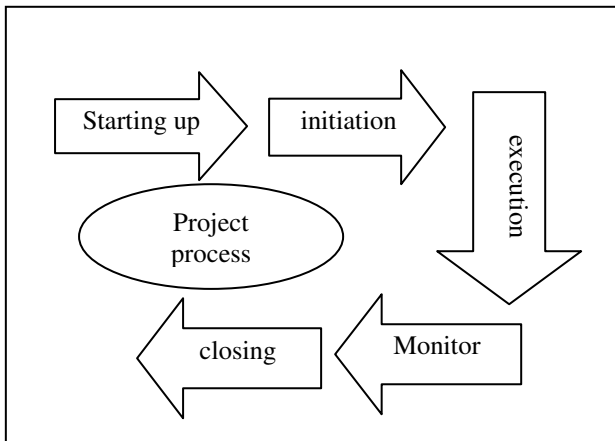 Starting up
initiation
execution
Project
process
closing
Monitor